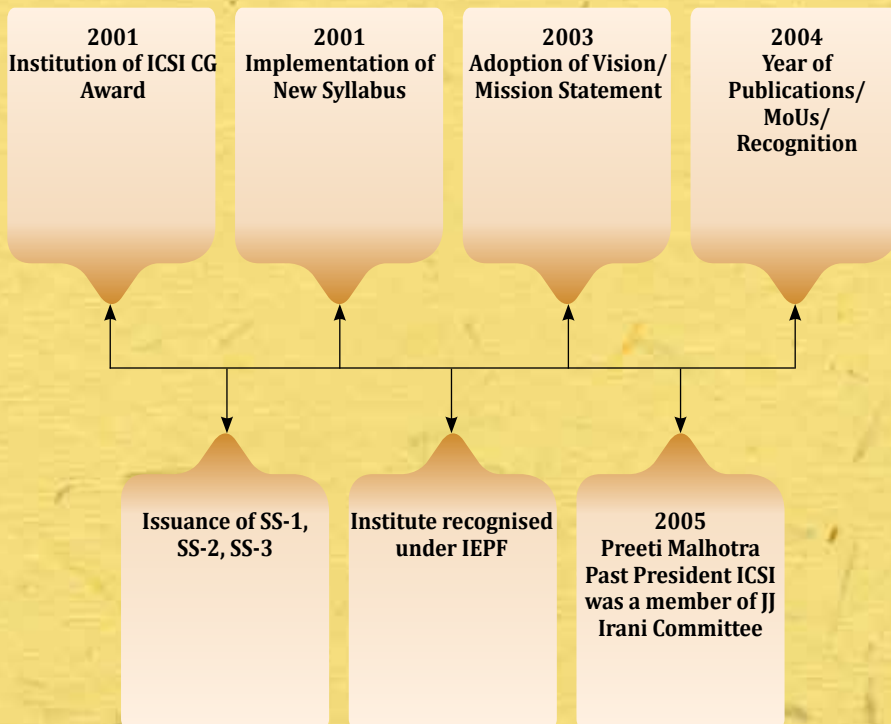 2001
Institution of ICSI CG
Award
2001
Implementation of
New Syllabus
2003
Adoption of Vision/
Mission Statement
2004
Year of
Publications/
MoUs/
Recognition
Issuance of SS-1,
SS-2, SS-3
Institute recognised
under IEPF
2005
Preeti Malhotra
Past President ICSI
was a member of JJ
Irani Committee